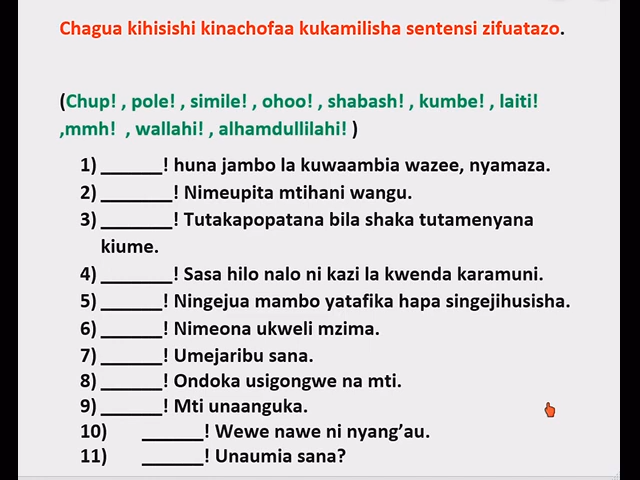 Chagua kihisishi kinachofaa kukamilisha sentensi zifuatazo.
(Chup! , pole! , simile! , ohoo! , shabash! , kumbe! , laiti!
,mmh! , wallahi! , alhamdullilahi! )
1) ______! huna jambo la kuwaambia wazee, nyamaza.
2) _______! Nimeupita mtihani wangu.
3) _______! Tutakapopatana bila shaka tutamenyana
kiume.
4) _______! Sasa hilo nalo ni kazi la kwenda karamuni.
5) ______! Ningejua mambo yatafika hapa singejihusisha.
6) ______! Nimeona ukweli mzima.
7) ______! Umejaribu sana.
8) ______! Ondoka usigongwe na mti.
9) ______! Mti unaanguka.
10) ______! Wewe nawe ni nyang’au.
11) ______! Unaumia sana?